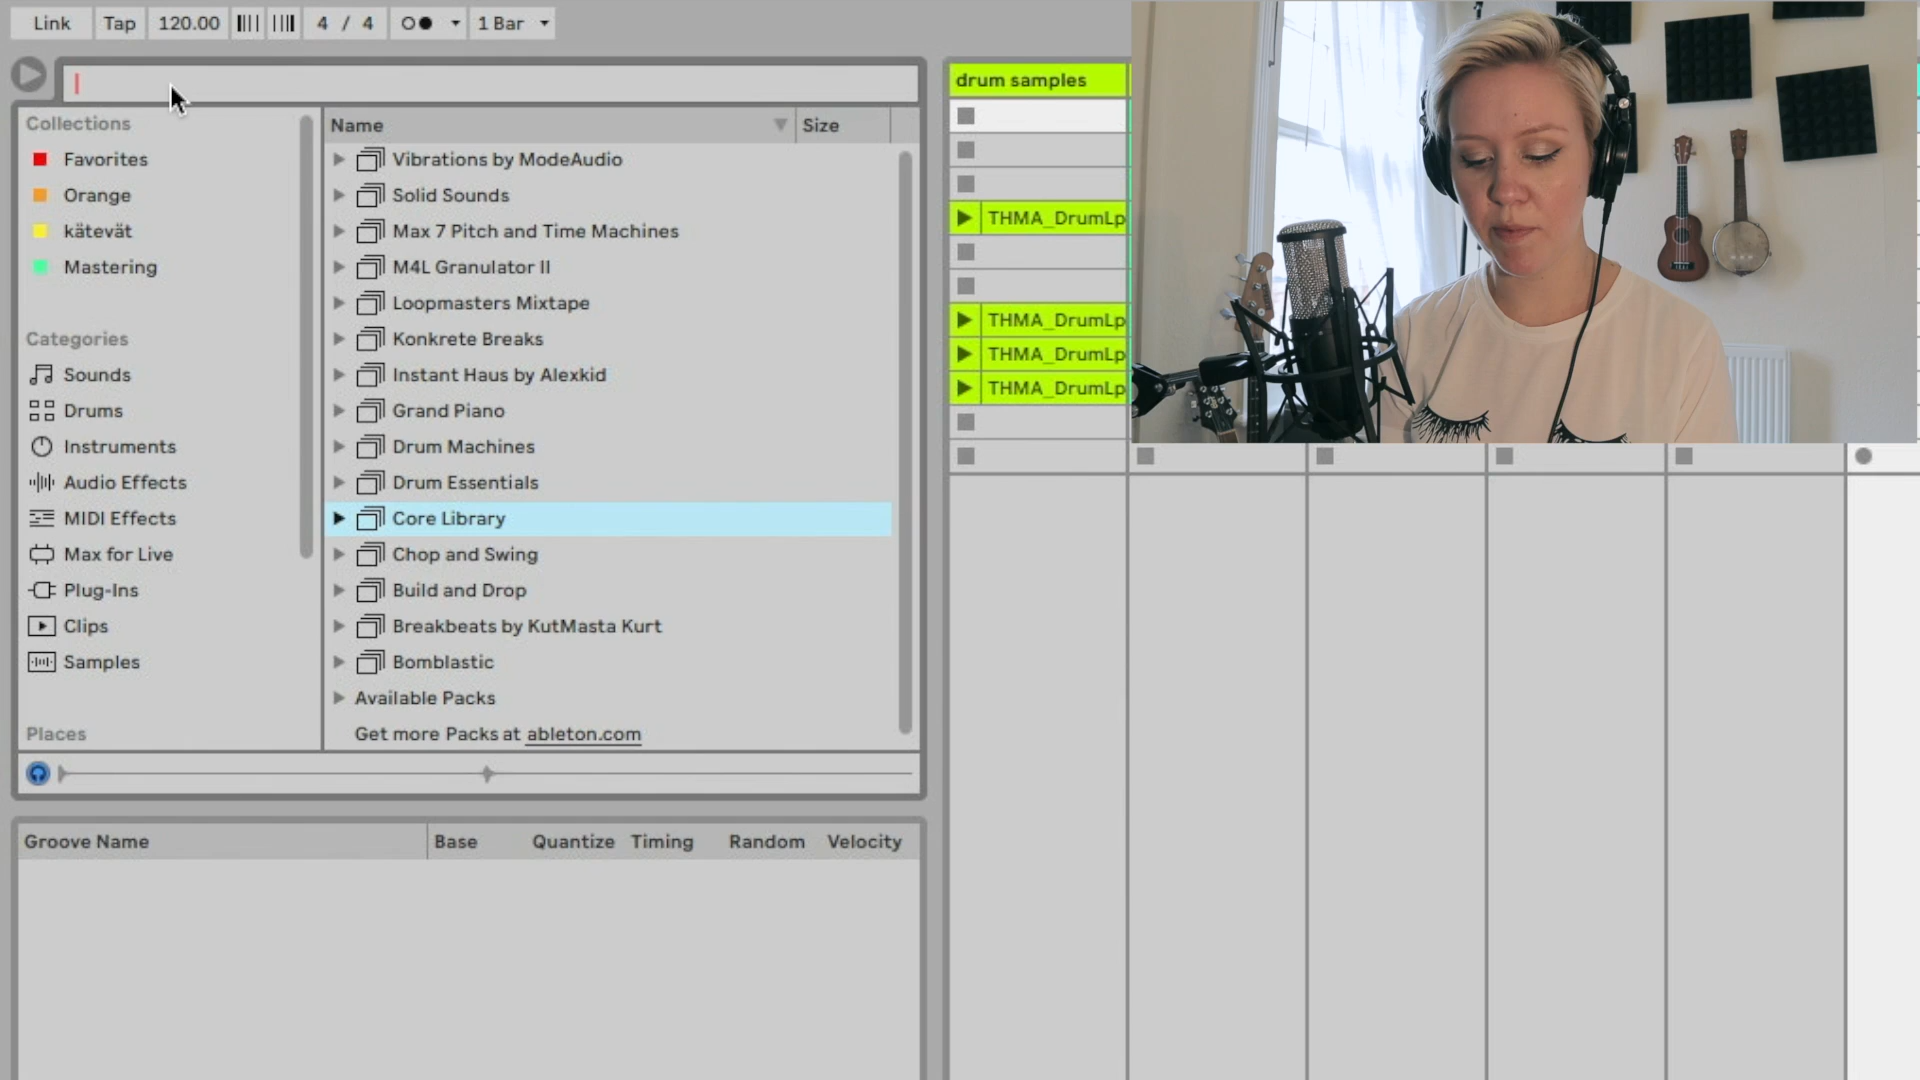 Link Tap 120.00 4 / 4 1 Bar
drum samples
Collections
Favorites
Orange
kätevät
Mastering
Categories
Sounds
Drums
Instruments
Audio Effects
MIDI Effects
Max for Live
Plug-Ins
Clips
Samples
Places
Name Size
Vibrations by ModeAudio
Solid Sounds
Max 7 Pitch and Time Machines
M4L Granulator II
Loopmasters Mixtape
Konkrete Breaks
Instant Haus by Alexkid
Grand Piano
Drum Machines
Drum Essentials
Core Library
Chop and Swing
Build and Drop
Breakbeats by KutMasta Kurt
Bomblastic
Available Packs
Get more Packs at ableton.com
THMA_DrumLp
THMA_DrumLp
THMA_DrumLp
THMA_DrumLp
Groove Name Base Quantize Timing Random Velocity